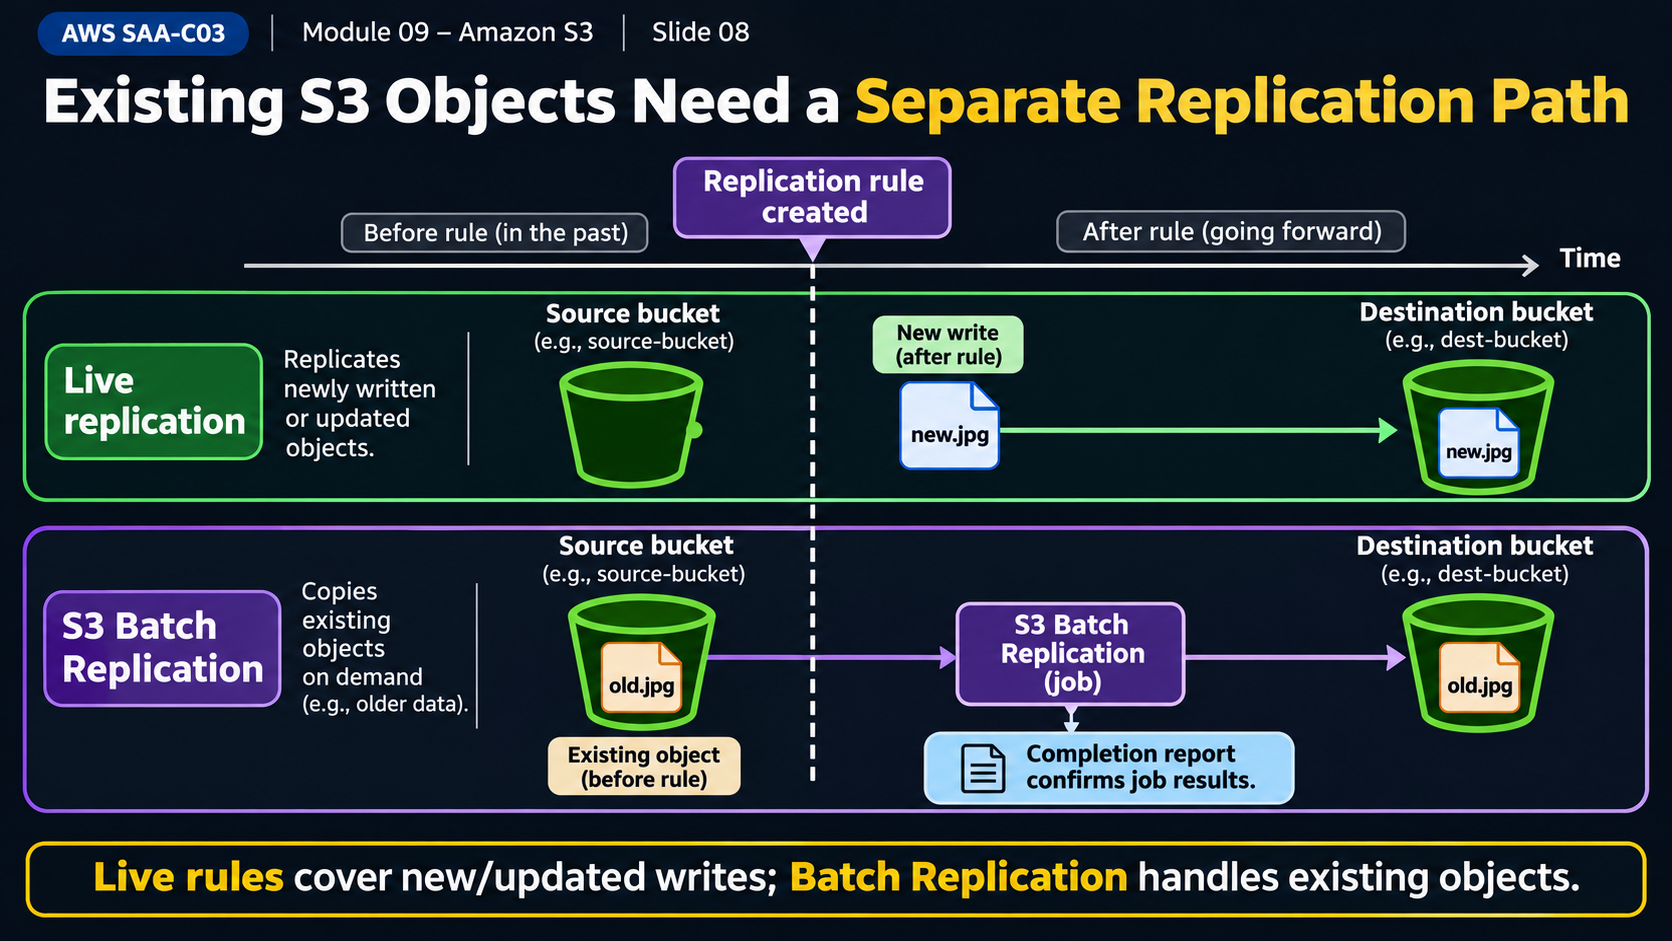 AWS SAA-C03
Module 09 – Amazon S3
Slide 08
Existing S3 Objects Need a Separate Replication Path
Replication rule
created
Before rule (in the past)
After rule (going forward)
Time
Live
replication
Replicates
newly written
or updated
objects.
Source bucket
(e.g., source-bucket)
New write
(after rule)
new.jpg
Destination bucket
(e.g., dest-bucket)
new.jpg
S3 Batch
Replication
Copies
existing
objects
on demand
(e.g., older data).
Source bucket
(e.g., source-bucket)
old.jpg
Existing object
(before rule)
S3 Batch
Replication
(job)
Completion report
confirms job results.
Destination bucket
(e.g., dest-bucket)
old.jpg
Live rules cover new/updated writes; Batch Replication handles existing objects.